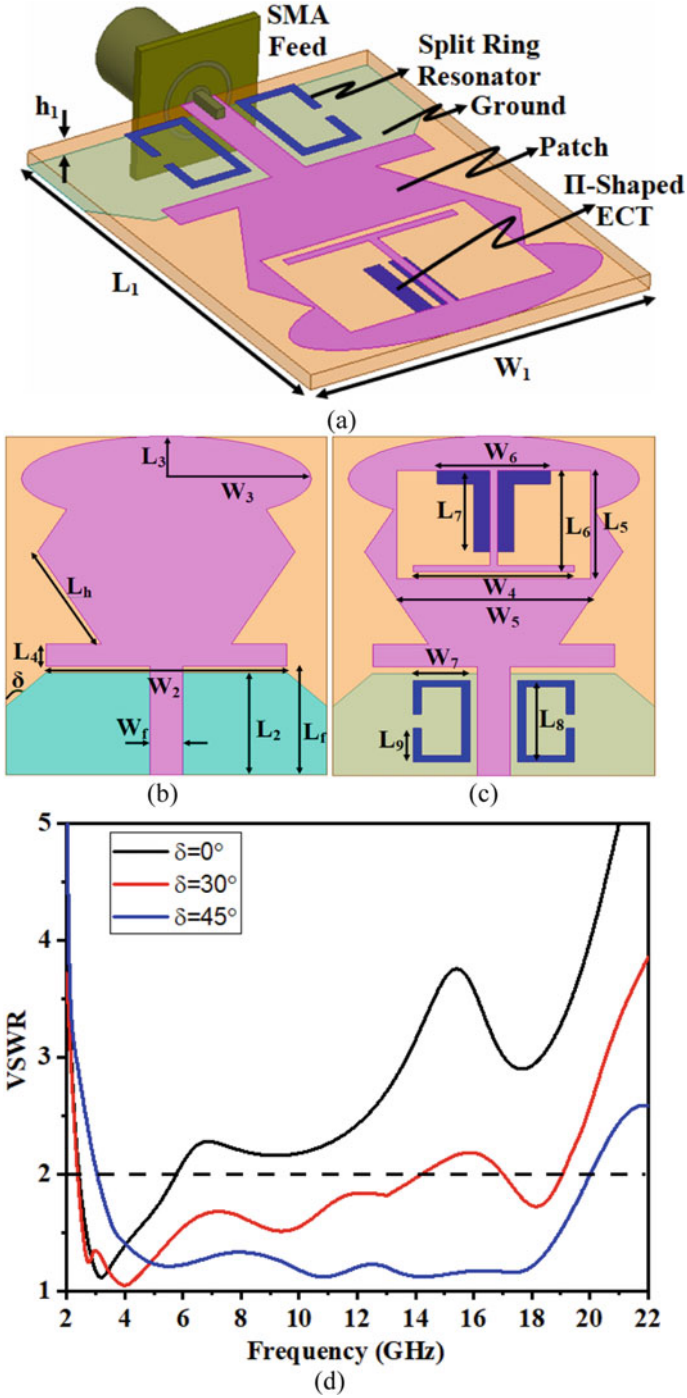 SMA
Feed
Split Ring
Resonator
Ground
Patch
Π-Shaped
ECT
h1
L1
W1
(a)
L3
W3
Lh
L4
W2
δ
Wf
L2
Lf
(b)
W6
L7
L6
L5
W4
W5
W7
L8
L9
(c)
5
4
3
2
1
VSWR
δ=0°
δ=30°
δ=45°
2 4 6 8 10 12 14 16 18 20 22
Frequency (GHz)
(d)